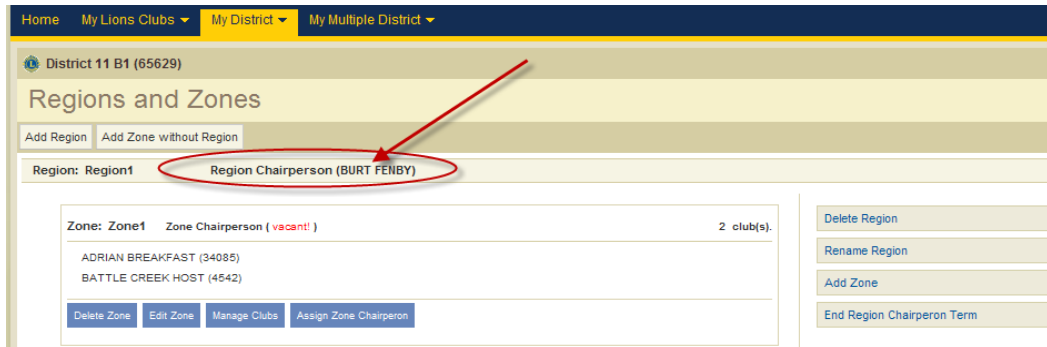 Home My Lions Clubs My District My Multiple District
District 11 B1 (65629)
Regions and Zones
Add Region Add Zone without Region
Region: Region1 Region Chairperson (BURT FENBY)
Zone: Zone1 Zone Chairperson ( vacant! ) 2 club(s).
ADRIAN BREAKFAST (34085)
BATTLE CREEK HOST (4542)
Delete Zone Edit Zone Manage Clubs Assign Zone Chairperon
Delete Region
Rename Region
Add Zone
End Region Chairperon Term